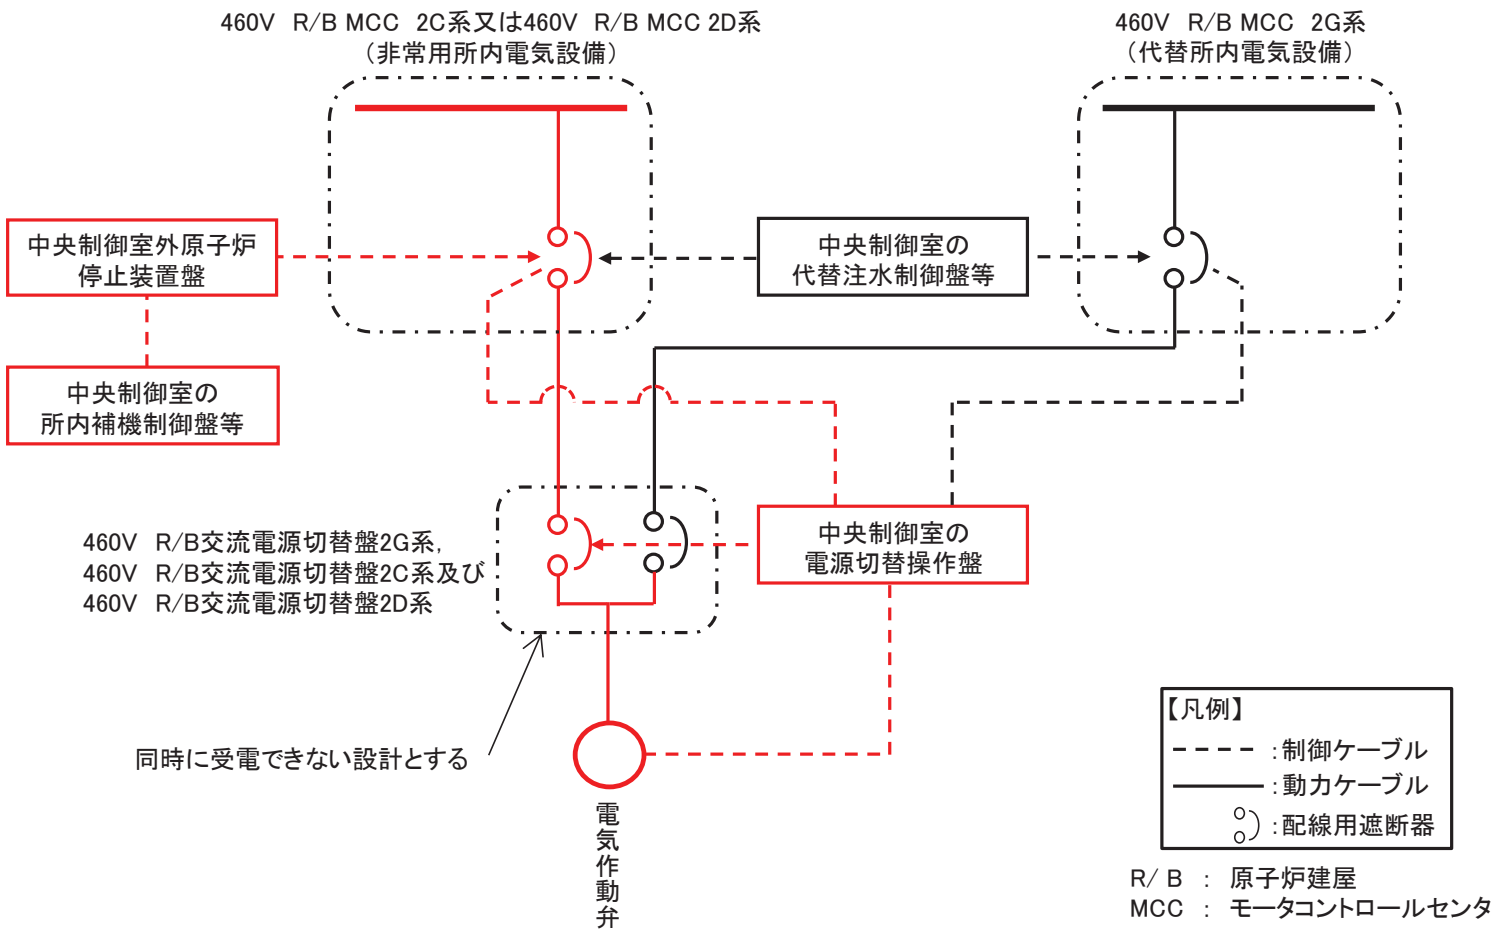 460V R/B MCC 2C系又は460V R/B MCC 2D系
（非常用所内電気設備）
460V R/B MCC 2G系
（代替所内電気設備）
中央制御室外原子炉
停止装置盤
中央制御室の
代替注水制御盤等
中央制御室の
所内補機制御盤等
460V R/B交流電源切替盤2G系，
460V R/B交流電源切替盤2C系及び
460V R/B交流電源切替盤2D系
中央制御室の
電源切替操作盤
同時に受電できない設計とする
電気作動弁
【凡例】
：制御ケーブル
：動力ケーブル
：配線用遮断器
R/ B ： 原子炉建屋
MCC ： モータコントロールセンタ